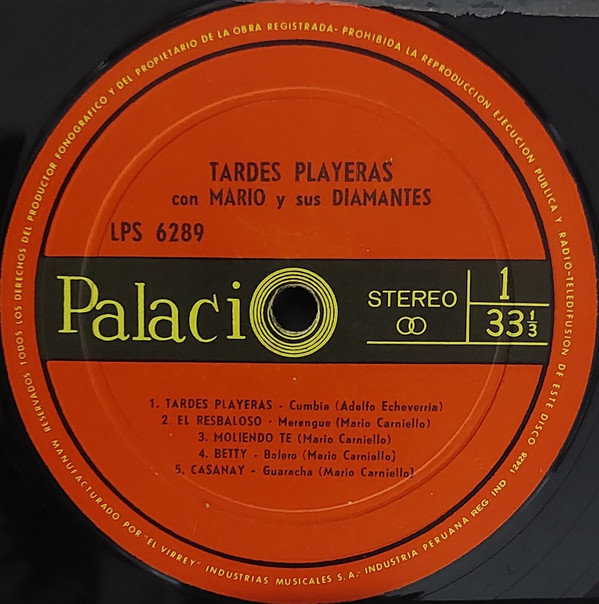 RESERVADOS TODOS LOS DERECHOS DEL PRODUCTOR FONOGRAFICO Y DEL PROPIETARIO DE LA OBRA REGISTRADA- PROHIBIDA LA REPRODUCCION EJECUCION PUBLICA Y RADIO-TELEDIFUSION DE ESTE DISCO
TARDES PLAYERAS
con MARIO y sus DIAMANTES
LPS 6289
Palacio
STEREO
1
33 1/3
1. TARDES PLAYERAS - Cumbia (Adolfo Echeverria)
2. EL RESBALOSO - Merengue (Mario Carniello)
3. MOLIENDO TE (Mario Carniello)
4. BETTY - Bolero (Mario Carniello)
5. CASANAY - Guaracha (Mario Carniello)
MANUFACTURADO POR "EL VIRREY" INDUSTRIAS MUSICALES S.A.- INDUSTRIA PERUANA REG. IND 12428